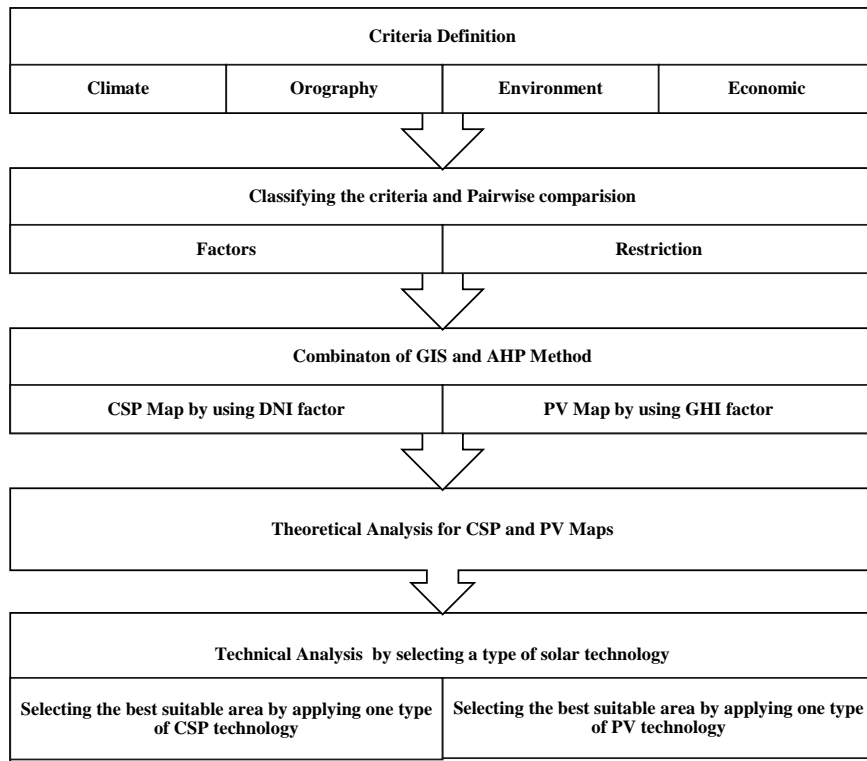 Criteria Definition
Climate
Orography
Environment
Economic
Classifying the criteria and Pairwise comparision
Factors
Restriction
Combinaton of GIS and AHP Method
CSP Map by using DNI factor
PV Map by using GHI factor
Theoretical Analysis for CSP and PV Maps
Technical Analysis by selecting a type of solar technology
Selecting the best suitable area by applying one type
of CSP technology
Selecting the best suitable area by applying one type
of PV technology